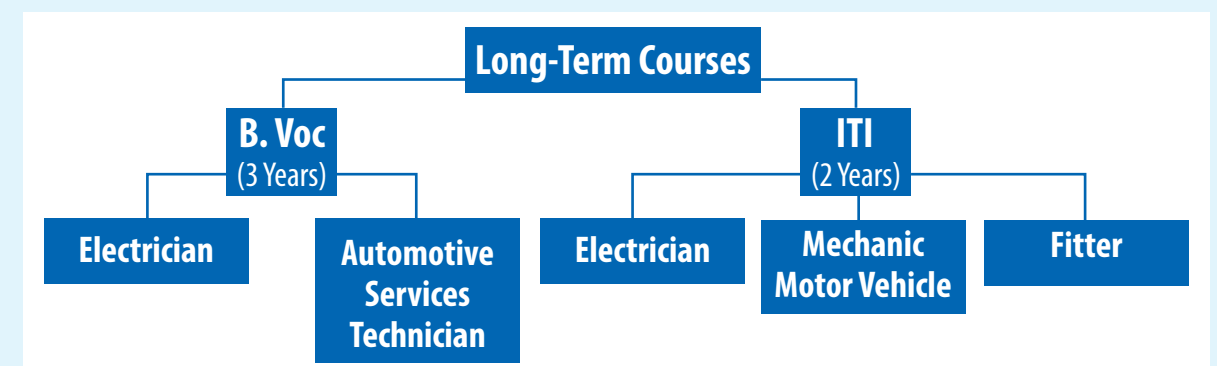 Long-Term Courses
B. Voc
(3 Years)
ITI
(2 Years)
Electrician
Automotive
Services
Technician
Electrician
Mechanic
Motor Vehicle
Fitter